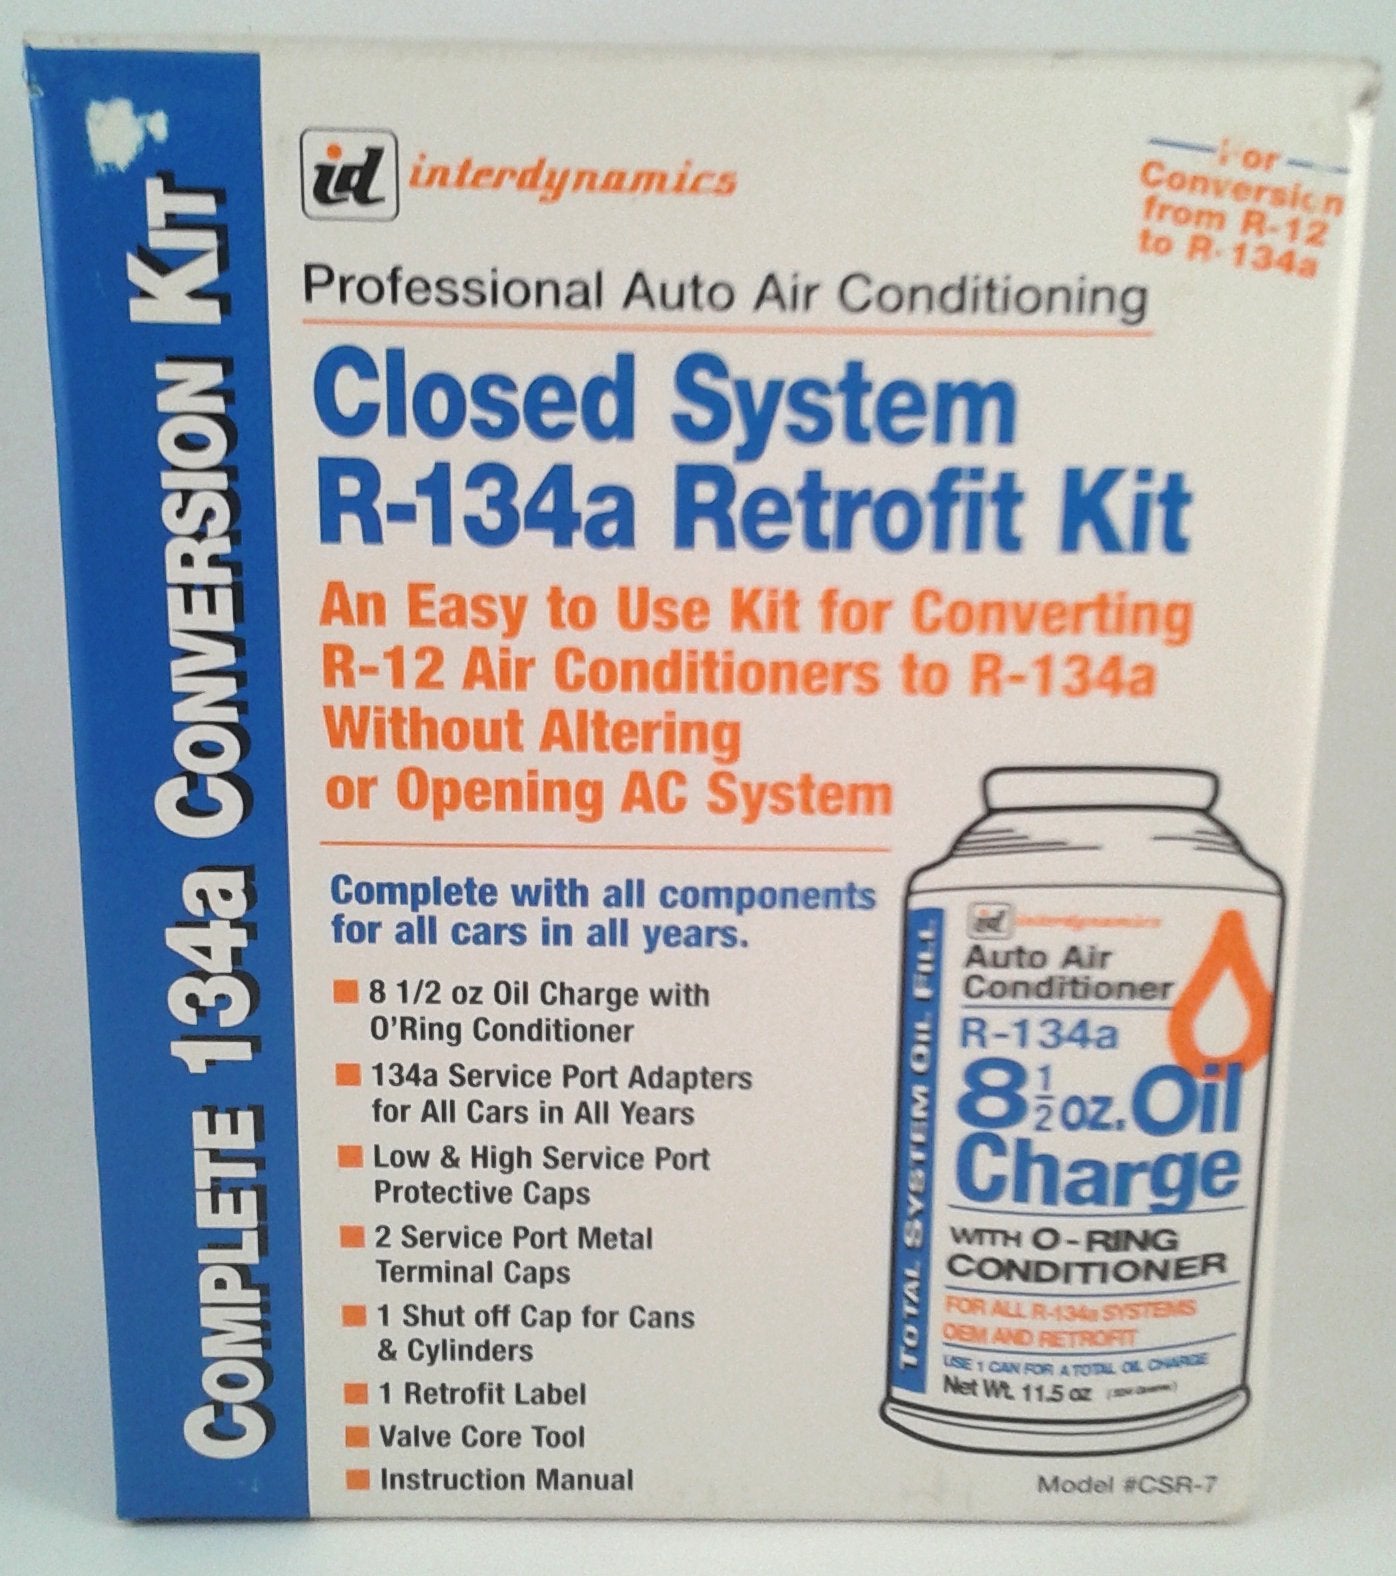 COMPLETE 134a CONVERSION KIT
id interdynamics
For
Conversion
from R-12
to R-134a
Professional Auto Air Conditioning
Closed System
R-134a Retrofit Kit
An Easy to Use Kit for Converting
R-12 Air Conditioners to R-134a
Without Altering
or Opening AC System
Complete with all components
for all cars in all years.
8 1/2 oz Oil Charge with
O'Ring Conditioner
134a Service Port Adapters
for All Cars in All Years
Low & High Service Port
Protective Caps
2 Service Port Metal
Terminal Caps
1 Shut off Cap for Cans
& Cylinders
1 Retrofit Label
Valve Core Tool
Instruction Manual
TOTAL SYSTEM OIL FILL
id interdynamics
Auto Air
Conditioner
R-134a
8 1/2 oz. Oil
Charge
WITH O-RING
CONDITIONER
FOR ALL R-134a SYSTEMS
OEM AND RETROFIT
USE 1 CAN FOR A TOTAL OIL CHARGE
Net Wt. 11.5 oz
Model #CSR-7